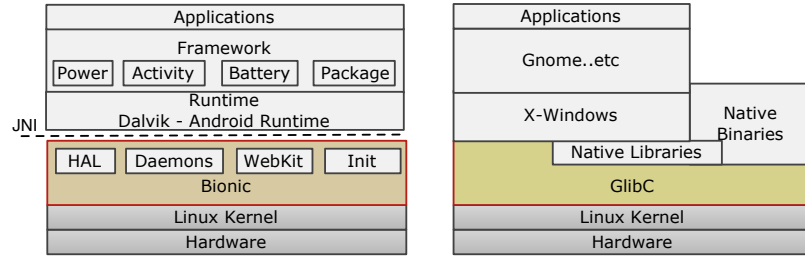 Applications
Framework
Power Activity Battery Package
Runtime
Dalvik - Android Runtime
JNI
HAL Daemons WebKit Init
Bionic
Linux Kernel
Hardware
Applications
Gnome..etc
X-Windows
Native
Binaries
Native Libraries
GlibC
Linux Kernel
Hardware